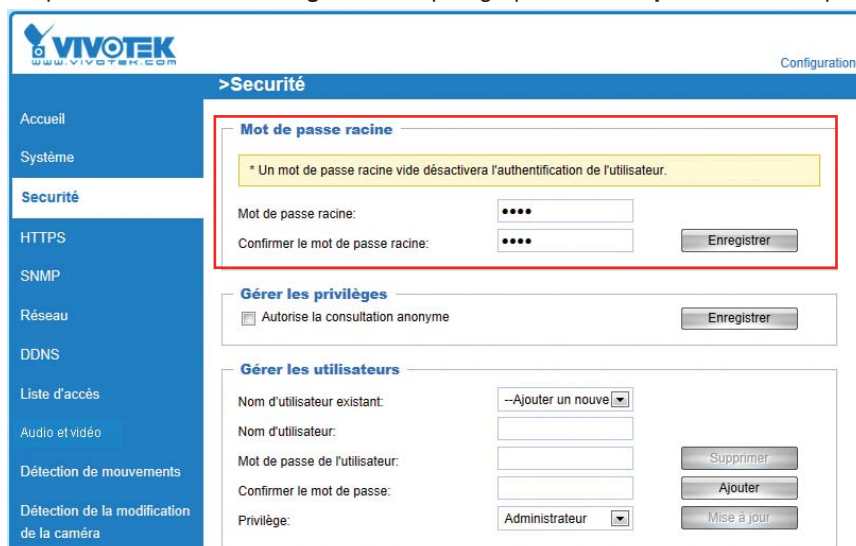 VIVOTEK
WWW.VIVOTEK.COM
Configuration
>Securité
Accueil
Système
Securité
HTTPS
SNMP
Réseau
DDNS
Liste d'accès
Audio et vidéo
Détection de mouvements
Détection de la modification
de la caméra
Mot de passe racine
* Un mot de passe racine vide désactivera l'authentification de l'utilisateur.
Mot de passe racine:
Confirmer le mot de passe racine:
Enregistrer
Gérer les privilèges
Autorise la consultation anonyme
Enregistrer
Gérer les utilisateurs
Nom d'utilisateur existant:
--Ajouter un nouve
Nom d'utilisateur:
Mot de passe de l'utilisateur:
Supprimer
Confirmer le mot de passe:
Ajouter
Privilège:
Administrateur
Mise à jour